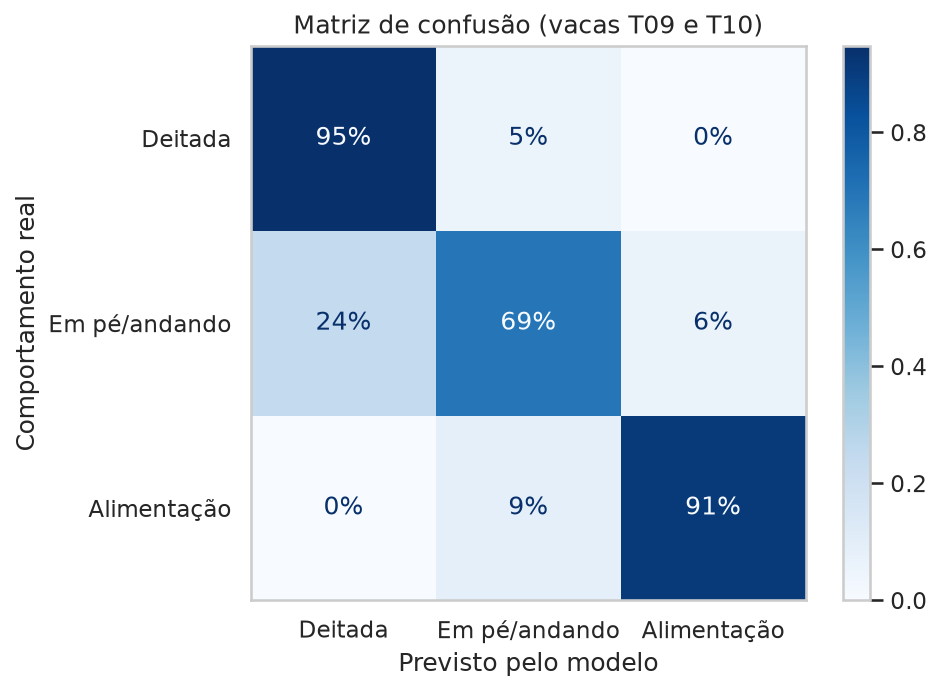 Matriz de confusão (vacas T09 e T10)
Comportamento real
Deitada
95%
5%
0%
Em pé/andando
24%
69%
6%
Alimentação
0%
9%
91%
Deitada
Em pé/andando
Alimentação
Previsto pelo modelo
0.8
0.6
0.4
0.2
0.0